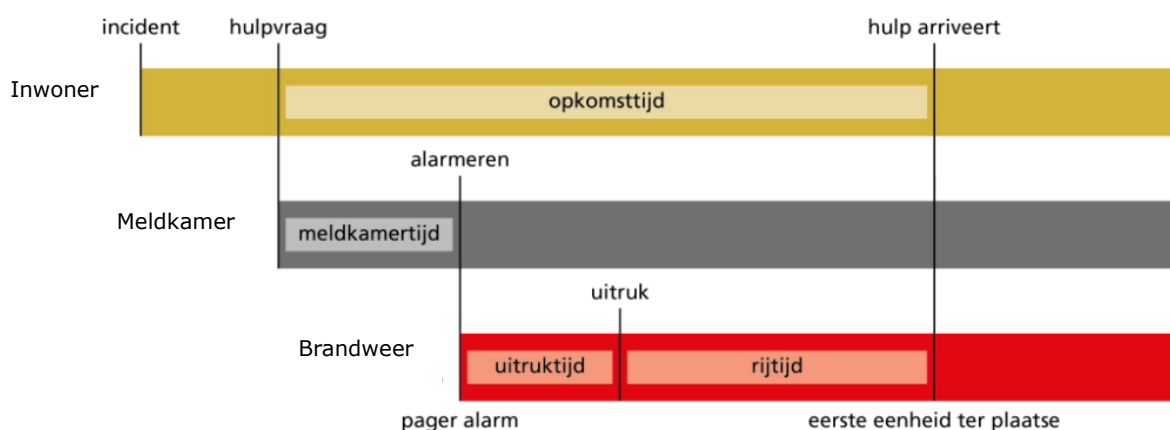 incident
hulpvraag
hulp arriveert
Inwoner
opkomsttijd
alarmeren
Meldkamer
meldkamertijd
uitruk
Brandweer
uitruktijd
rijtijd
pager alarm
eerste eenheid ter plaatse